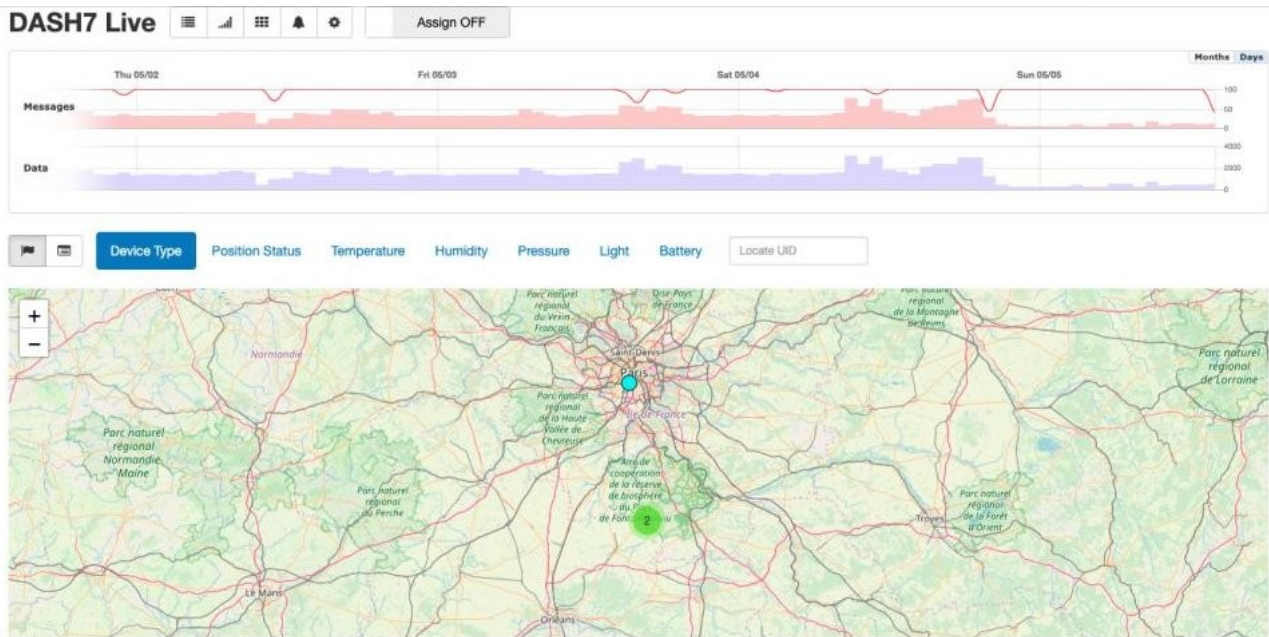 DASH7 Live
Assign OFF
Months Days
Thu 05/02 Fri 05/03 Sat 05/04 Sun 05/05
Messages
100
50
0
Data
4000
2000
0
Device Type Position Status Temperature Humidity Pressure Light Battery Locate UID
+
−
Parc naturel
régional
du Vexin
Français
Oise-Pays
de France
régional
de la Montagne
de Reims
Normandie
Saint-Denis
Paris
Parc naturel
régional
de Lorraine
Parc naturel
régional
de la Haute
Vallée de
Chevreuse
Île-de-France
Parc naturel
régional
Normandie-
Maine
Aire de
coopération
de la réserve
de biosphère
Parc naturel
régional
du Perche
2
Parc naturel
régional
de la Forêt
d'Orient
Troyes
Le Mans
Orléans